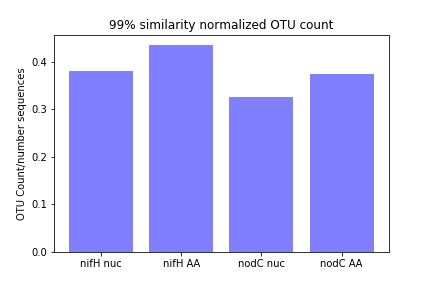 99% similarity normalized OTU count
OTU Count/number sequences
0.4
0.3
0.2
0.1
0.0
nifH nuc
nifH AA
nodC nuc
nodC AA